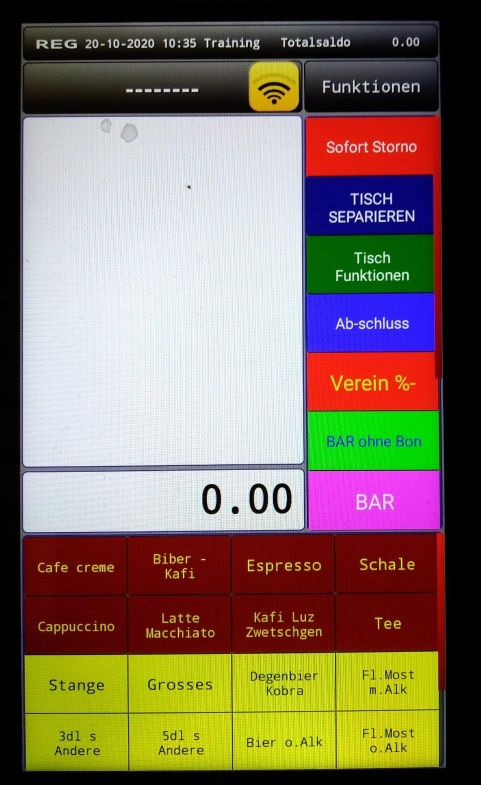 REG 20-10-2020 10:35 Training Totalsaldo 0.00
-------- Funktionen
Sofort Storno
TISCH
SEPARIEREN
Tisch
Funktionen
Ab-schluss
Verein %-
BAR ohne Bon
0.00
BAR
Cafe creme
Biber -
Kafi
Espresso
Schale
Cappuccino
Latte
Macchiato
Kafi Luz
Zwetschgen
Tee
Stange
Grosses
Degenbier
Kobra
Fl.Most
m.Alk
3dl s
Andere
5dl s
Andere
Bier o.Alk
Fl.Most
o.Alk